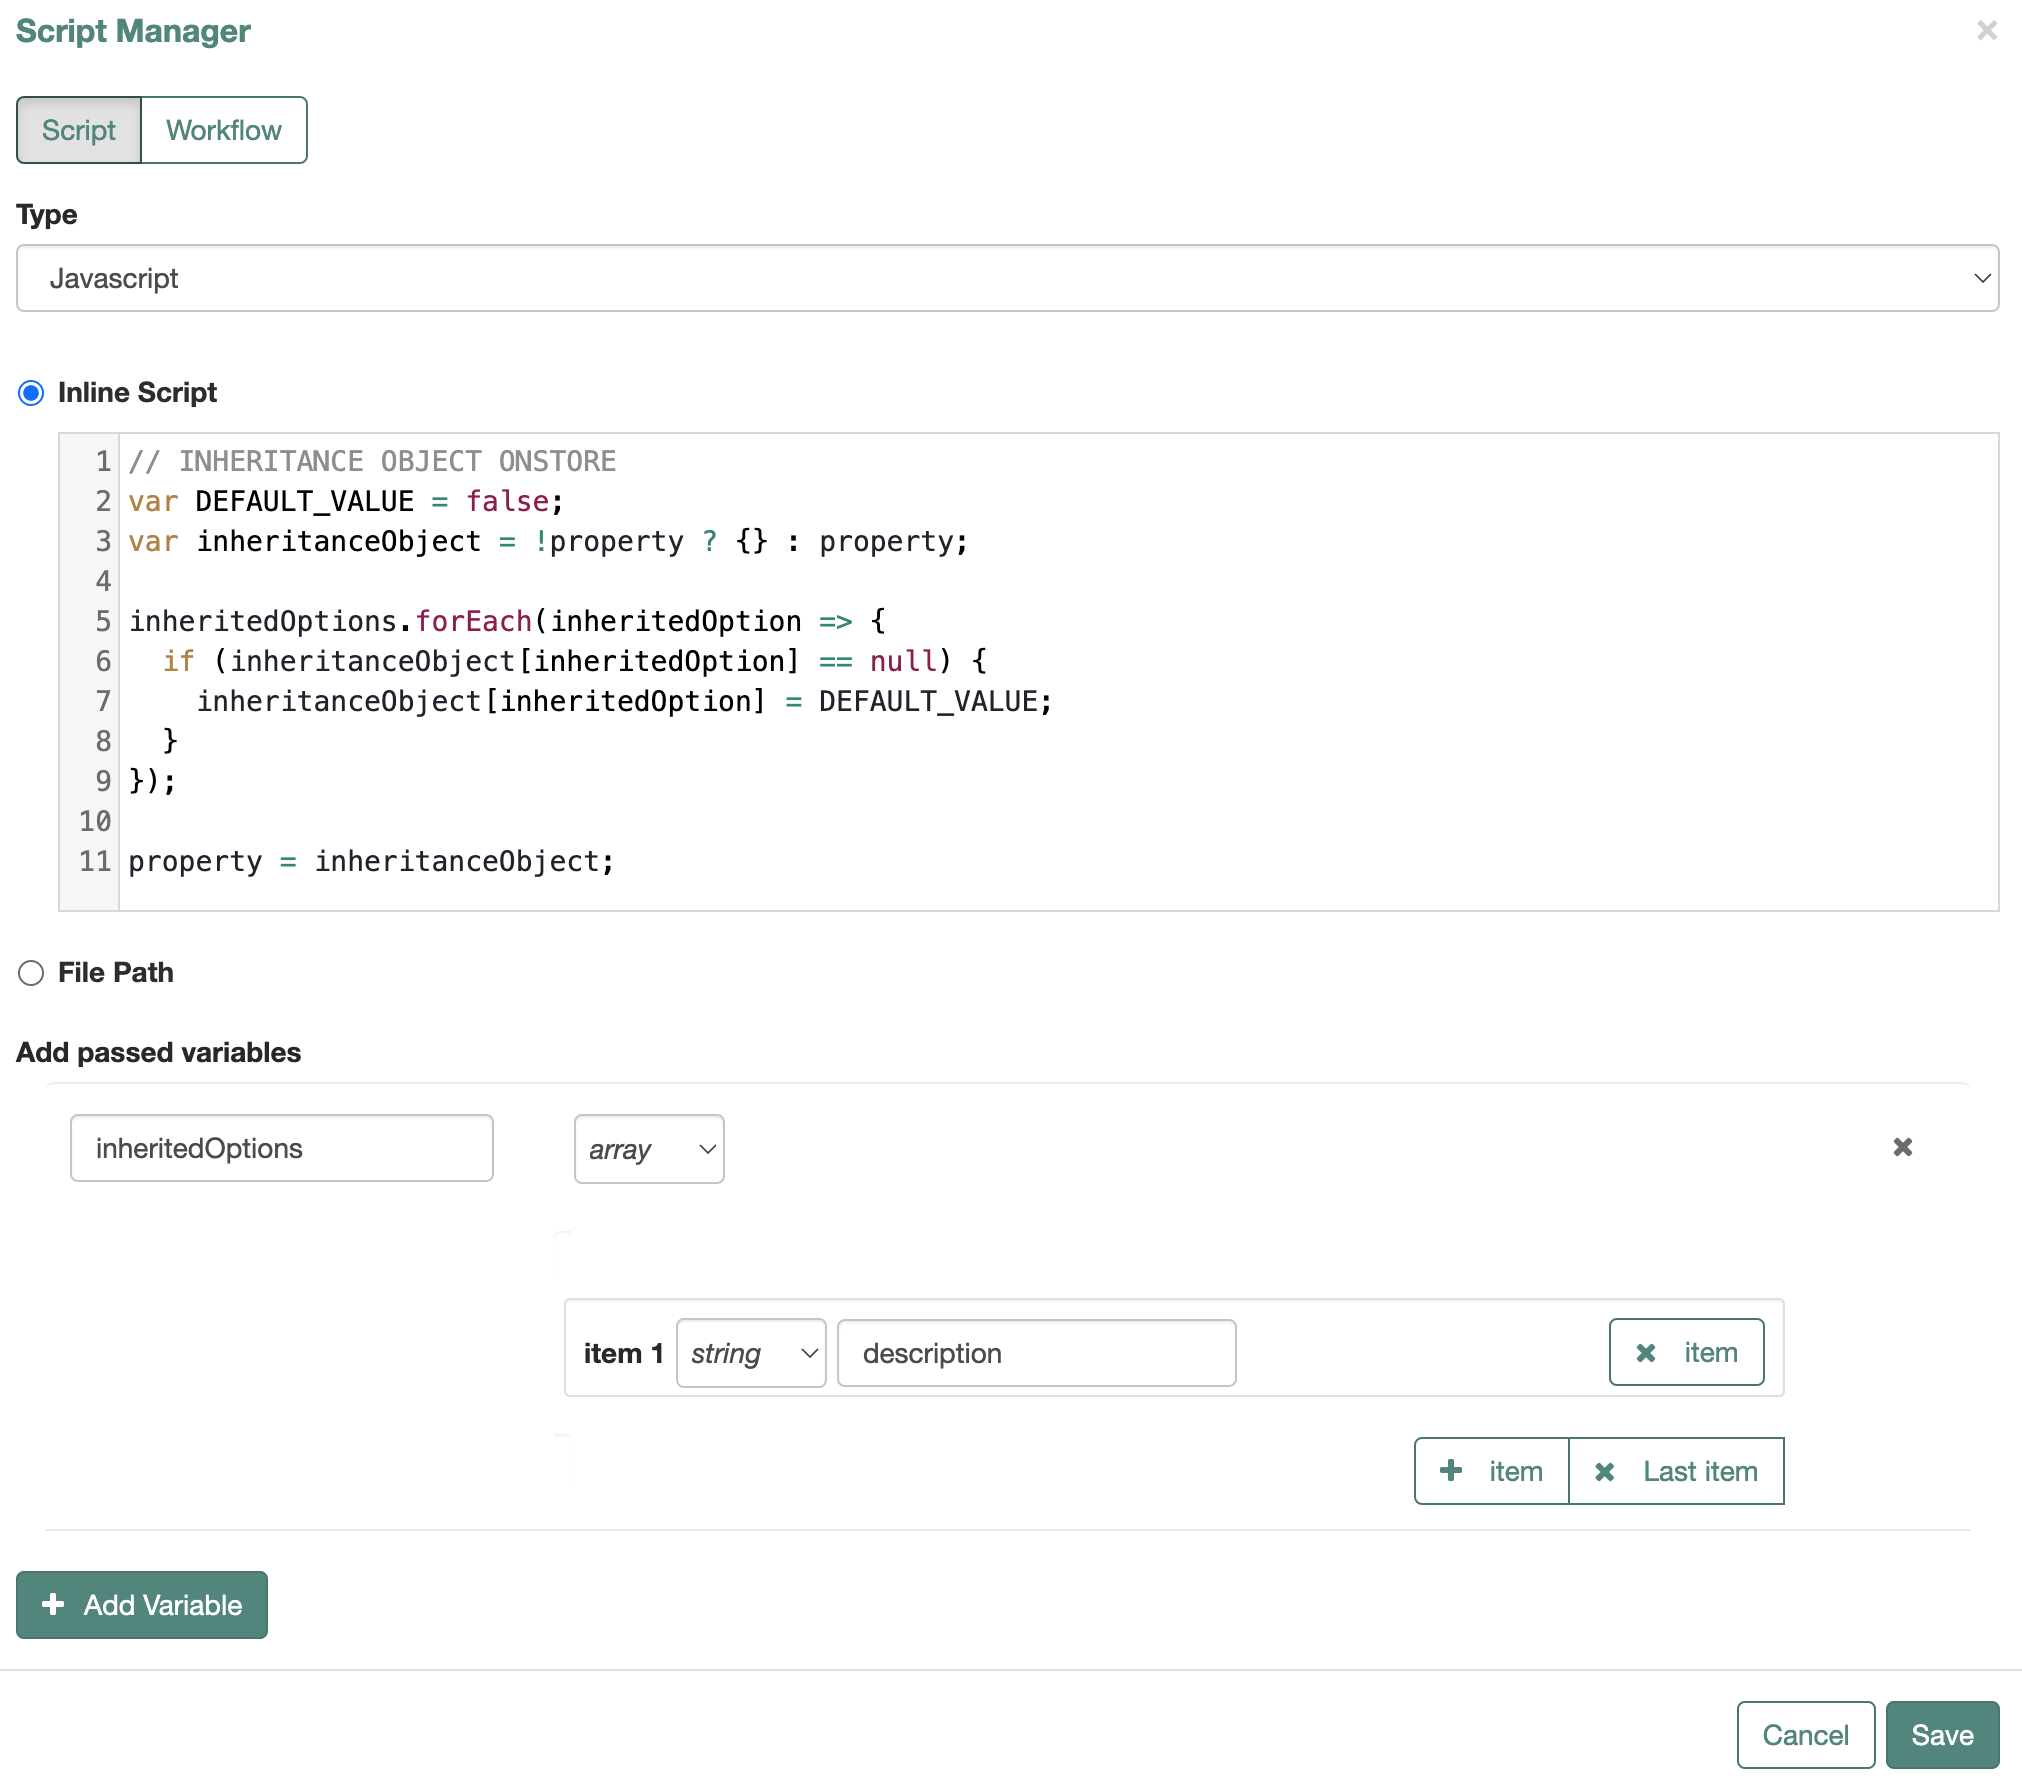 Script Manager
Script Workflow
Type
Javascript
Inline Script
1 // INHERITANCE OBJECT ONSTORE
2 var DEFAULT_VALUE = false;
3 var inheritanceObject = !property ? {} : property;
4
5 inheritedOptions.forEach(inheritedOption => {
6   if (inheritanceObject[inheritedOption] == null) {
7     inheritanceObject[inheritedOption] = DEFAULT_VALUE;
8   }
9 });
10
11 property = inheritanceObject;
File Path
Add passed variables
inheritedOptions array
item 1 string description item
item Last item
Add Variable
Cancel Save